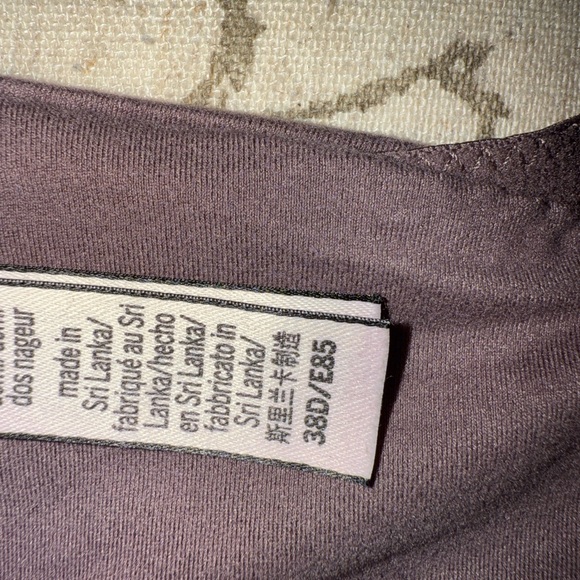 dos nageur
made in
Sri Lanka/
fabriqué au Sri
Lanka/hecho
en Sri Lanka/
fabbricato in
Sri Lanka/
斯里兰卡制造
38D/E85